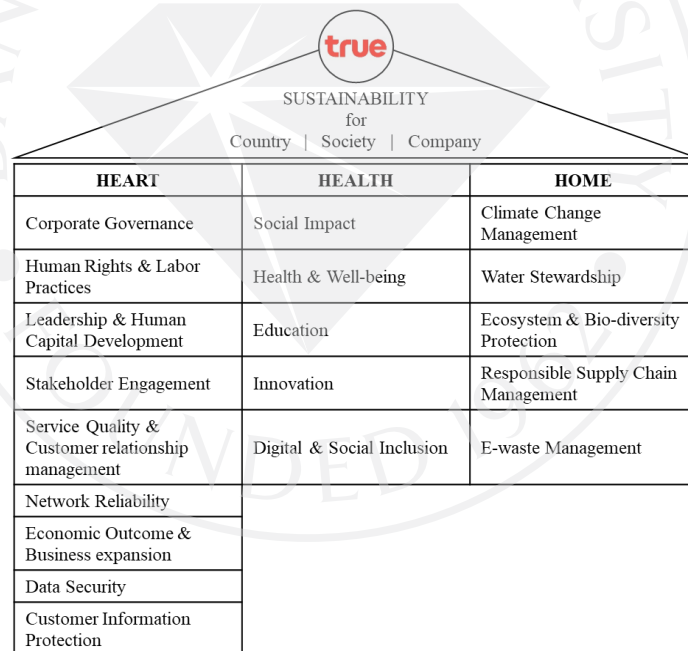 true
SUSTAINABILITY
for
Country | Society | Company
HEART HEALTH HOME
Corporate Governance
Social Impact
Climate Change
Management
Human Rights & Labor
Practices
Health & Well-being
Water Stewardship
Leadership & Human
Capital Development
Education
Ecosystem & Bio-diversity
Protection
Stakeholder Engagement
Innovation
Responsible Supply Chain
Management
Service Quality &
Customer relationship
management
Digital & Social Inclusion
E-waste Management
Network Reliability
Economic Outcome &
Business expansion
Data Security
Customer Information
Protection
FOUNDED 1962